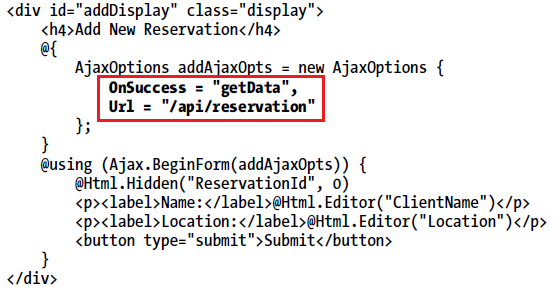 <div id="addDisplay" class="display">
    <h4>Add New Reservation</h4>
    @{
        AjaxOptions addAjaxOpts = new AjaxOptions {
            OnSuccess = "getData",
            Url = "/api/reservation"
        };
    }
    @using (Ajax.BeginForm(addAjaxOpts)) {
        @Html.Hidden("ReservationId", 0)
        <p><label>Name:</label>@Html.Editor("ClientName")</p>
        <p><label>Location:</label>@Html.Editor("Location")</p>
        <button type="submit">Submit</button>
    }
</div>